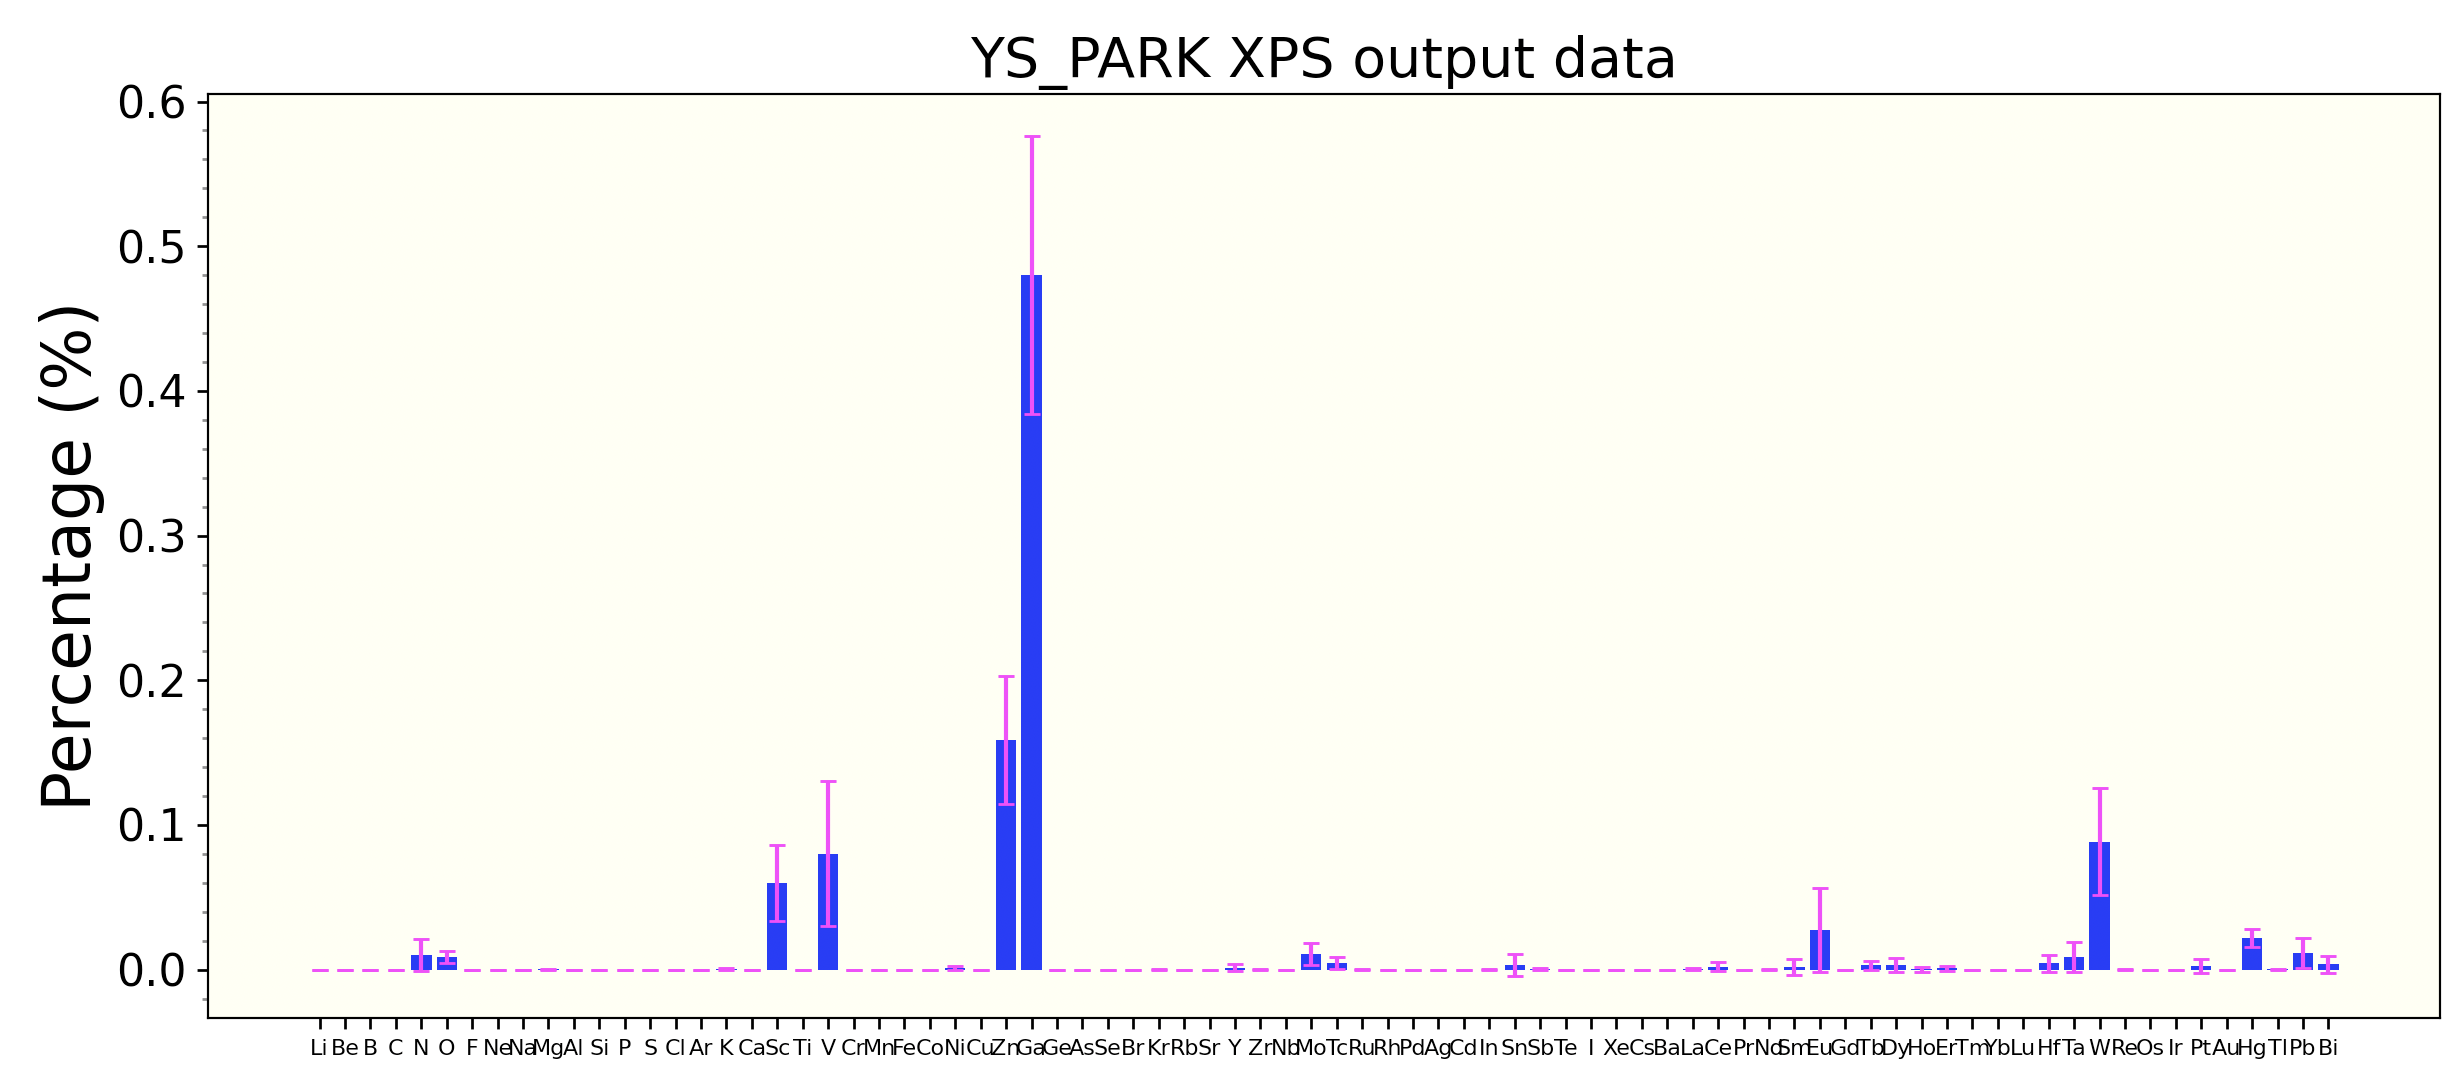 YS_PARK XPS output data
Percentage (%)
0.6
0.5
0.4
0.3
0.2
0.1
0.0
Li Be B C N O F Ne Na Mg Al Si P S Cl Ar K Ca Sc Ti V Cr Mn Fe Co Ni Cu Zn Ga Ge As Se Br Kr Rb Sr Y Zr Nb Mo Tc Ru Rh Pd Ag Cd In Sn Sb Te I Xe Cs Ba La Ce Pr Nd Sm Eu Gd Tb Dy Ho Er Tm Yb Lu Hf Ta W Re Os Ir Pt Au Hg Tl Pb Bi